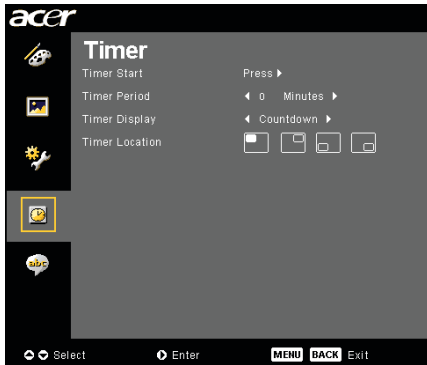 acer
Timer
Timer Start Press
Timer Period 0 Minutes
Timer Display Countdown
Timer Location
abc
Select Enter MENU BACK Exit